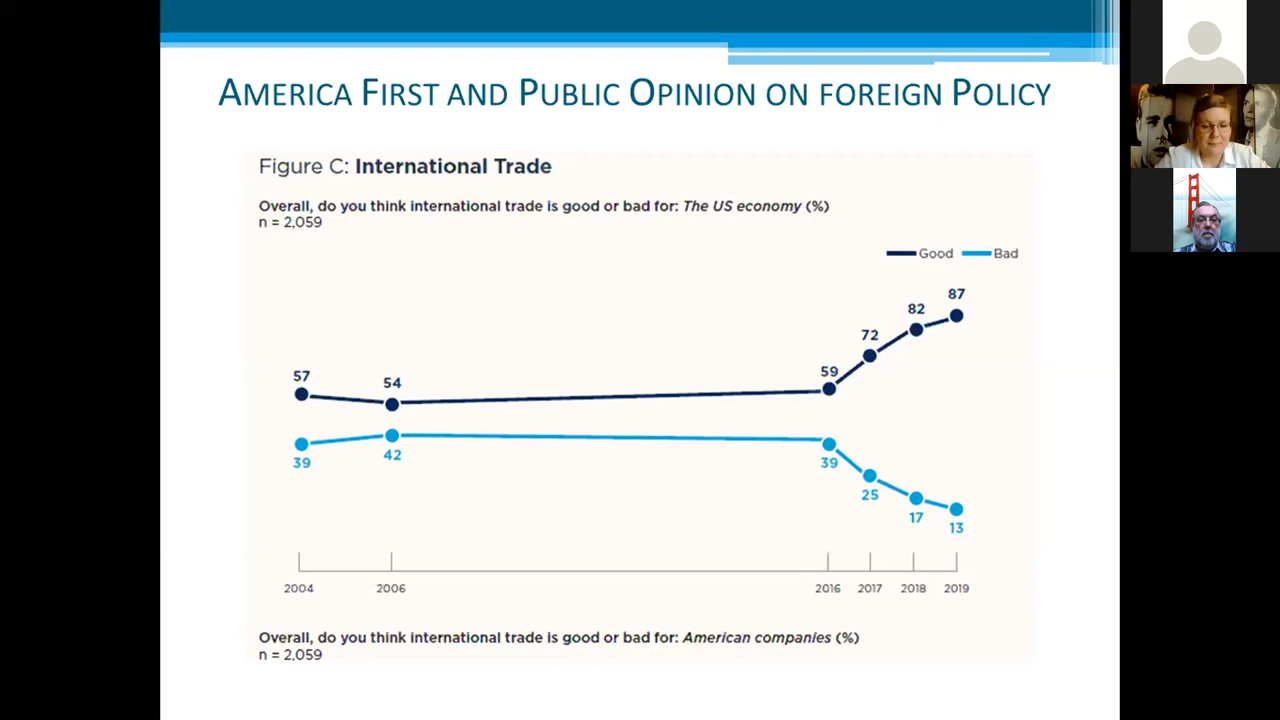 AMERICA FIRST AND PUBLIC OPINION ON FOREIGN POLICY
Figure C: International Trade
Overall, do you think international trade is good or bad for: The US economy (%)
n = 2,059
Good Bad
87
82
72
59
57
54
39
42
39
25
17
13
2004 2006 2016 2017 2018 2019
Overall, do you think international trade is good or bad for: American companies (%)
n = 2,059